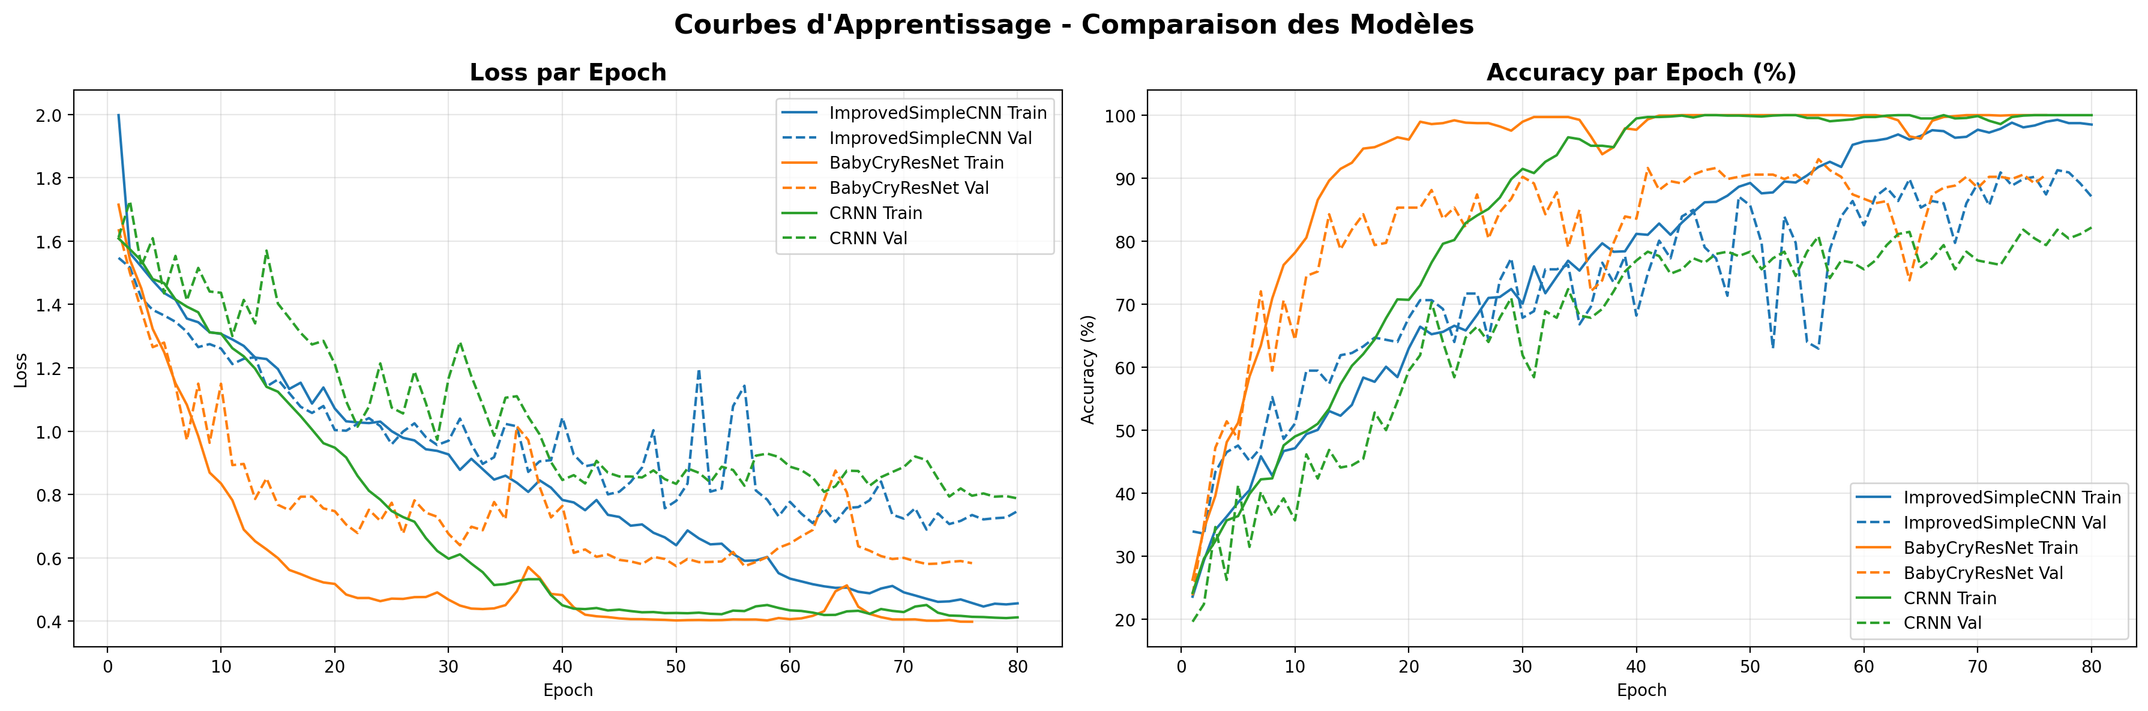 Courbes d'Apprentissage - Comparaison des Modèles
Loss par Epoch
2.0
1.8
1.6
1.4
1.2
1.0
0.8
0.6
0.4
Loss
0 10 20 30 40 50 60 70 80
Epoch
ImprovedSimpleCNN Train
ImprovedSimpleCNN Val
BabyCryResNet Train
BabyCryResNet Val
CRNN Train
CRNN Val
Accuracy par Epoch (%)
100
90
80
70
60
50
40
30
20
Accuracy (%)
0 10 20 30 40 50 60 70 80
Epoch
ImprovedSimpleCNN Train
ImprovedSimpleCNN Val
BabyCryResNet Train
BabyCryResNet Val
CRNN Train
CRNN Val